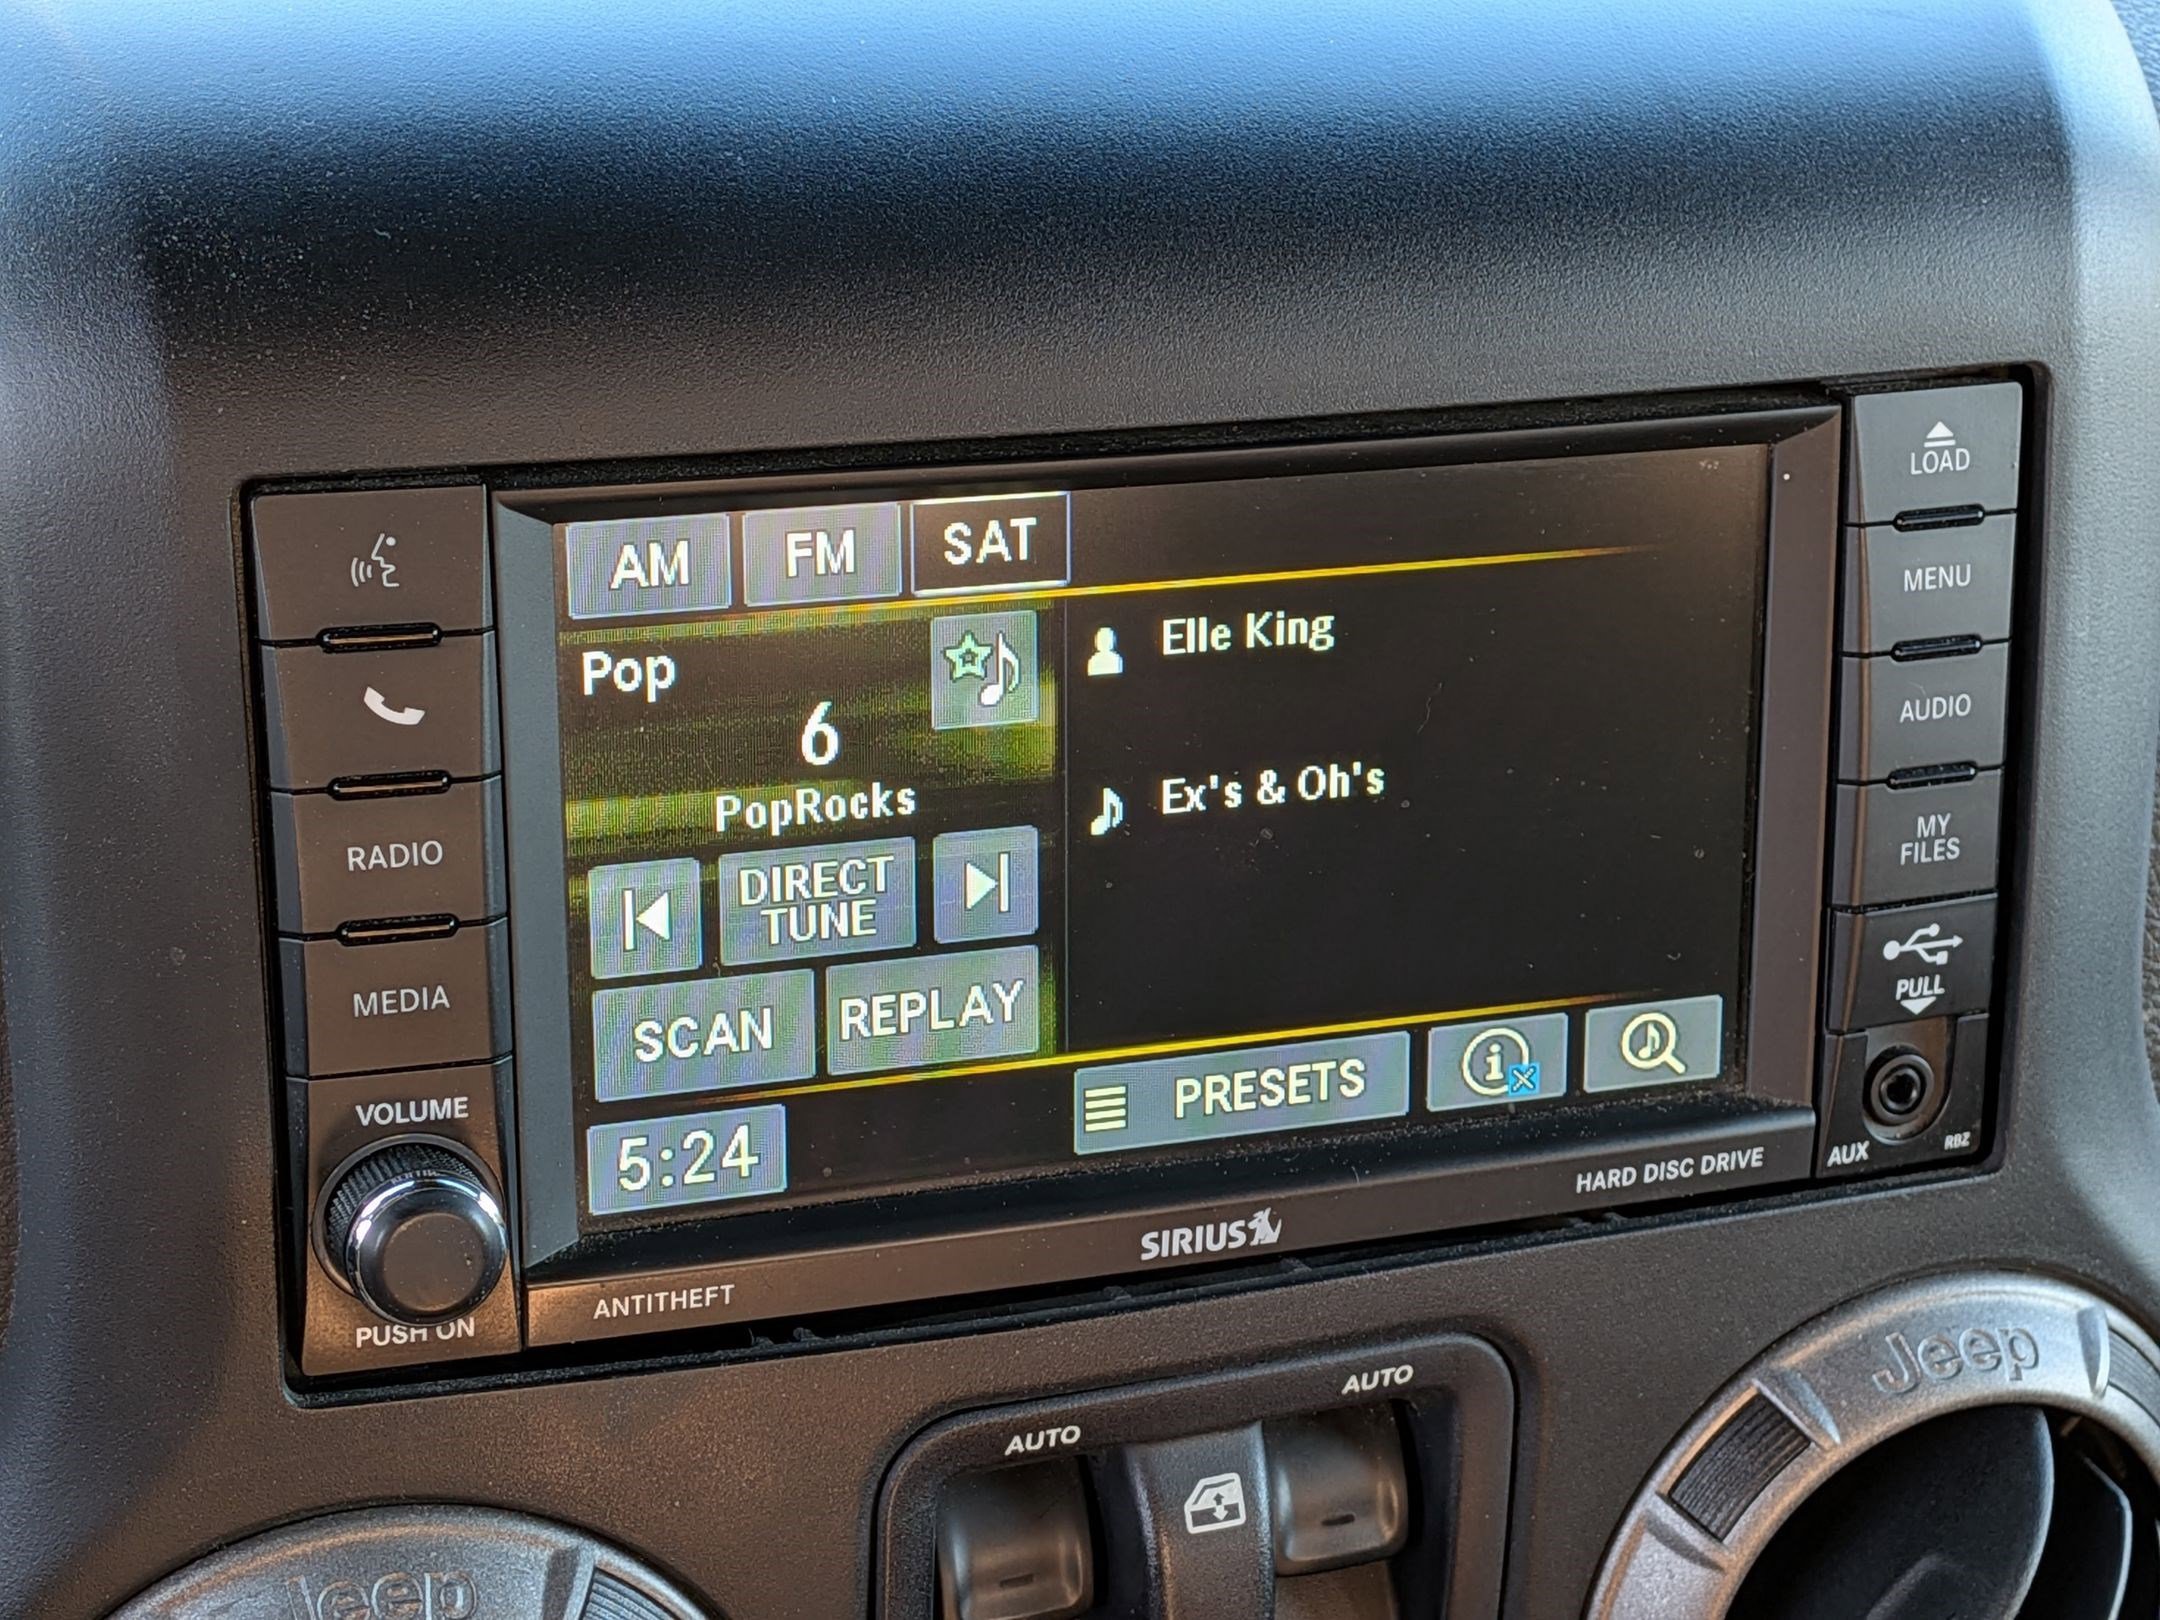 AM
FM
SAT
Pop
6
PopRocks
DIRECT
TUNE
SCAN
REPLAY
5:24
Elle King
Ex's & Oh's
PRESETS
i
RADIO
MEDIA
VOLUME
PUSH ON
LOAD
MENU
AUDIO
MY
FILES
PULL
AUX
RBZ
ANTITHEFT
SIRIUS
HARD DISC DRIVE
AUTO
AUTO
Jeep
Jeep